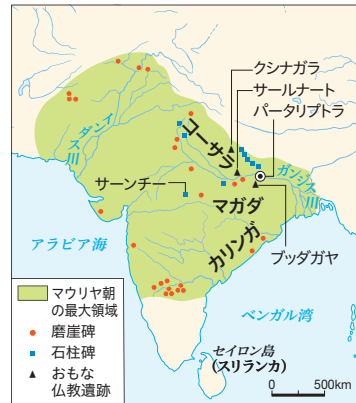 クシナガラ
サールナート
パータリプトラ
インダス川
コーサラ
ガンジス川
サーンチー
マガダ
カリンガ
ブッダガヤ
アラビア海
ベンガル湾
マウリヤ朝
の最大領域
磨崖碑
石柱碑
おもな
仏教遺跡
セイロン島
(スリランカ)
0
500km